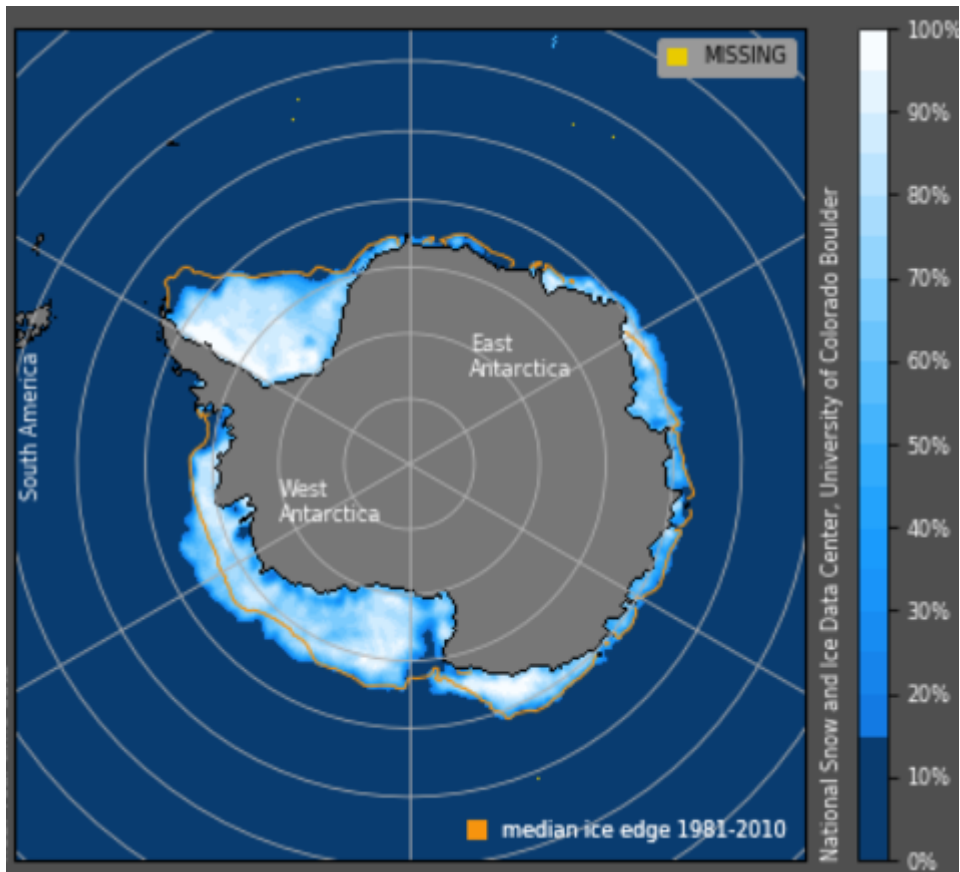 MISSING
100%
90%
80%
70%
60%
50%
40%
30%
20%
10%
0%
East
Antarctica
West
Antarctica
South America
National Snow and Ice Data Center, University of Colorado Boulder
median ice edge 1981-2010